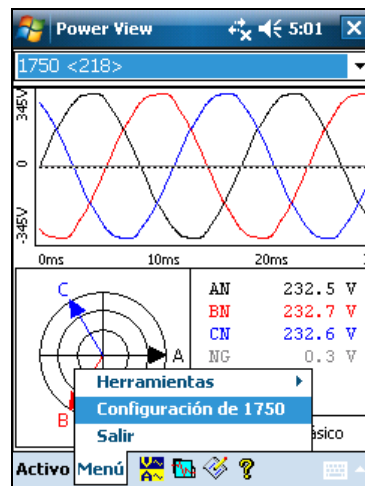 Power View 5:01
1750 <218>
345V
0
-345V
0ms 10ms 20ms
C
A
B
AN 232.5 V
BN 232.7 V
CN 232.6 V
NG 0.3 V
Herramientas
Configuración de 1750
Salir
Activo Menú